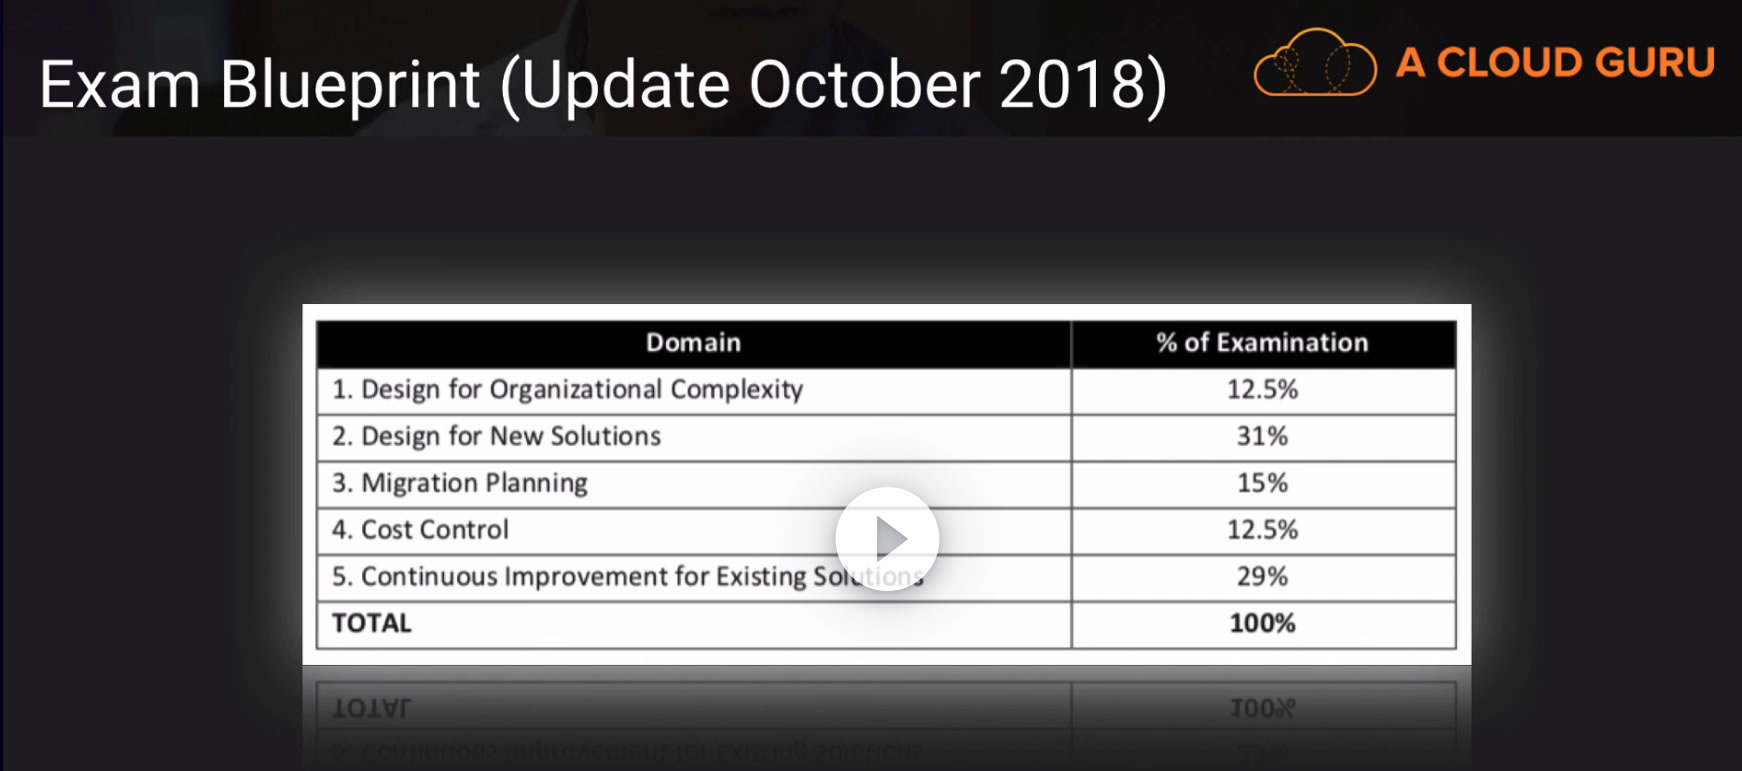 Exam Blueprint (Update October 2018)
A CLOUD GURU
Domain % of Examination
1. Design for Organizational Complexity 12.5%
2. Design for New Solutions 31%
3. Migration Planning 15%
4. Cost Control 12.5%
5. Continuous Improvement for Existing Solutions 29%
TOTAL 100%